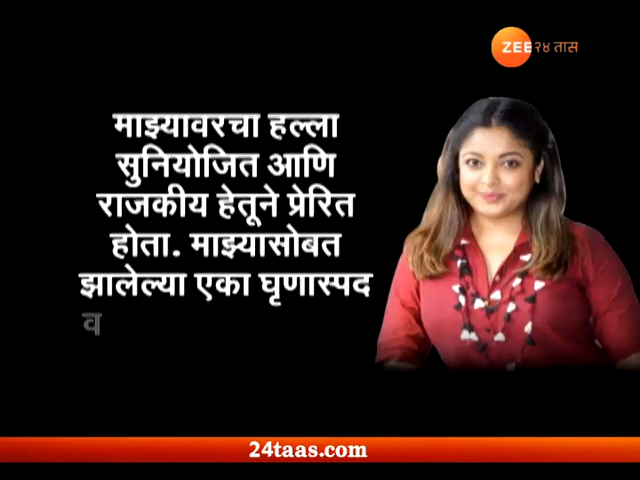 ZEE २४ तास
माझ्यावरचा हल्ला
सुनियोजित आणि
राजकीय हेतूने प्रेरित
होता. माझ्यासोबत
झालेल्या एका घृणास्पद
व
24taas.com